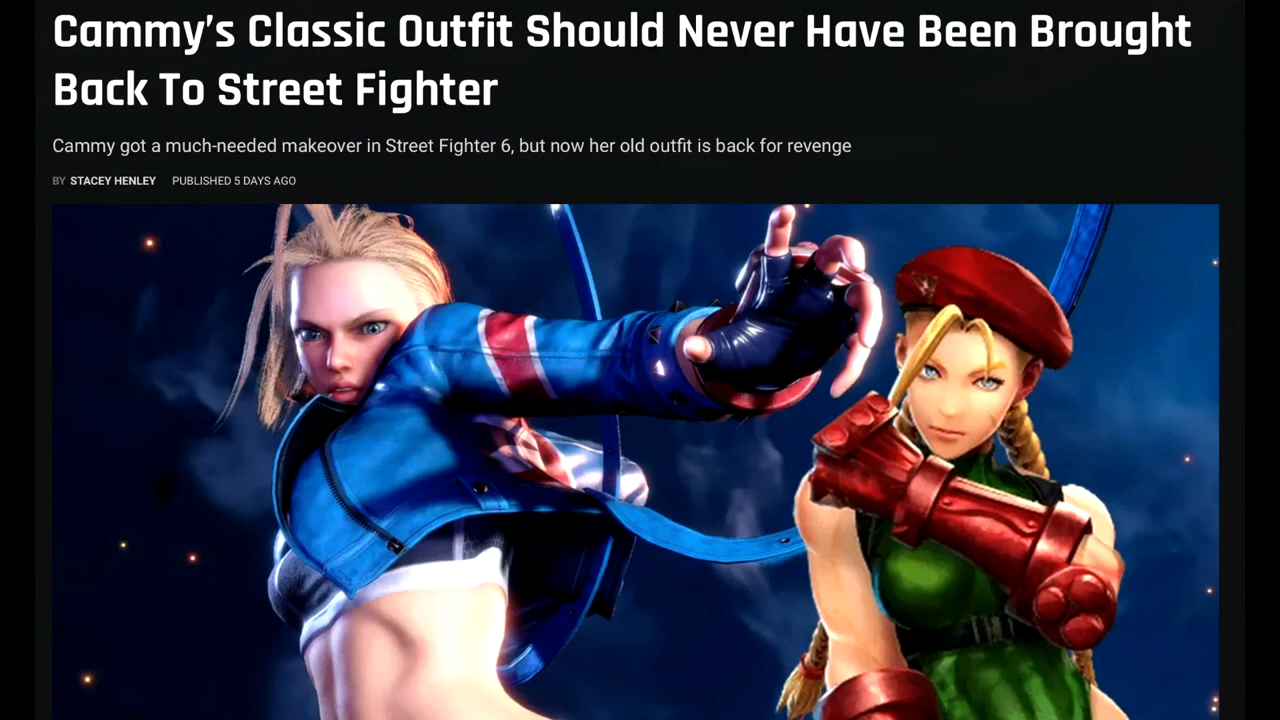 Cammy’s Classic Outfit Should Never Have Been Brought
Back To Street Fighter
Cammy got a much-needed makeover in Street Fighter 6, but now her old outfit is back for revenge
BY STACEY HENLEY PUBLISHED 5 DAYS AGO